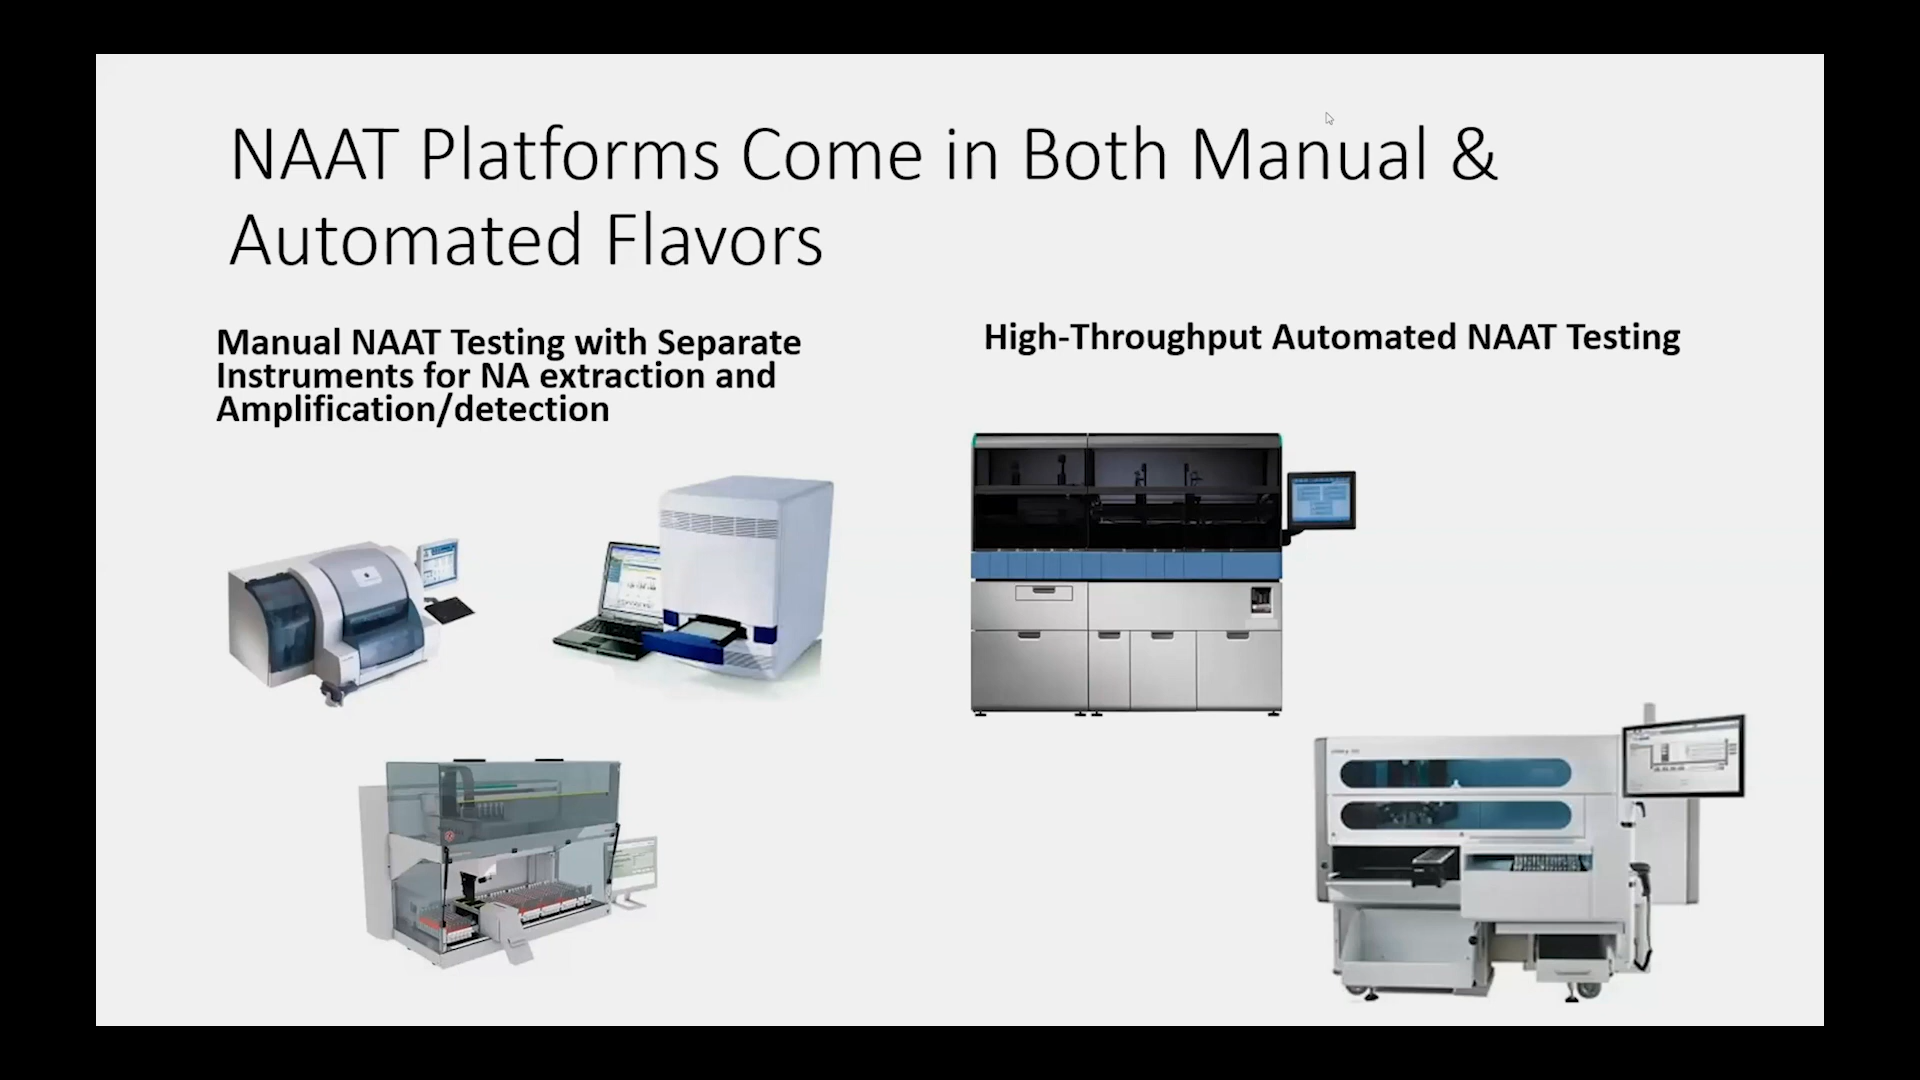 NAAT Platforms Come in Both Manual &
Automated Flavors
Manual NAAT Testing with Separate
Instruments for NA extraction and
Amplification/detection
High-Throughput Automated NAAT Testing